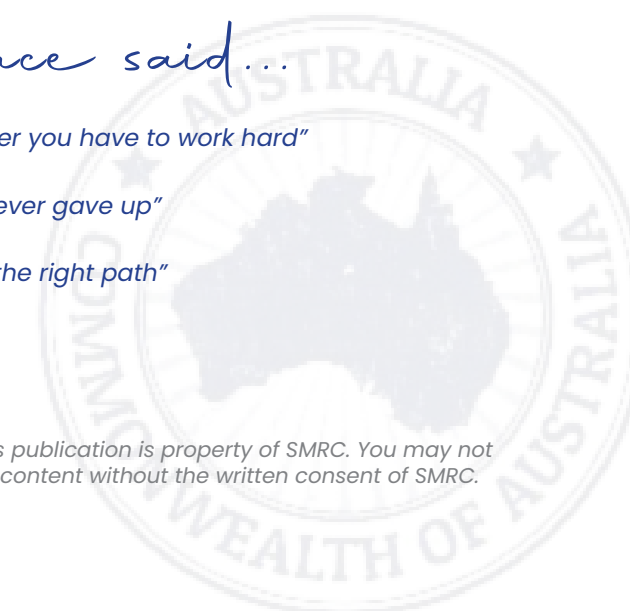 said...
er you have to work hard”
ever gave up”
the right path”
s publication is property of SMRC. You may not
content without the written consent of SMRC.
AUSTRALIA
COMMONWEALTH OF AUSTRALIA